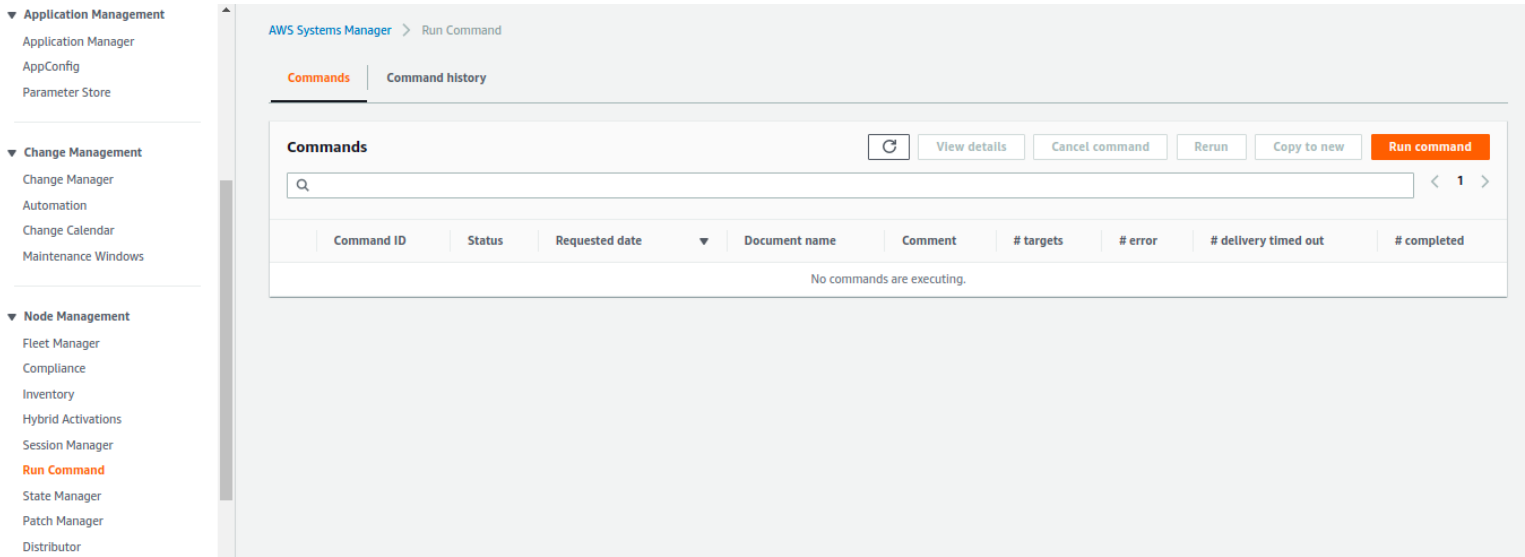 Application Management
Application Manager
AppConfig
Parameter Store
Change Management
Change Manager
Automation
Change Calendar
Maintenance Windows
Node Management
Fleet Manager
Compliance
Inventory
Hybrid Activations
Session Manager
Run Command
State Manager
Patch Manager
Distributor
AWS Systems Manager > Run Command
Commands Command history
Commands View details Cancel command Rerun Copy to new Run command
< 1 >
Command ID Status Requested date Document name Comment # targets # error # delivery timed out # completed
No commands are executing.